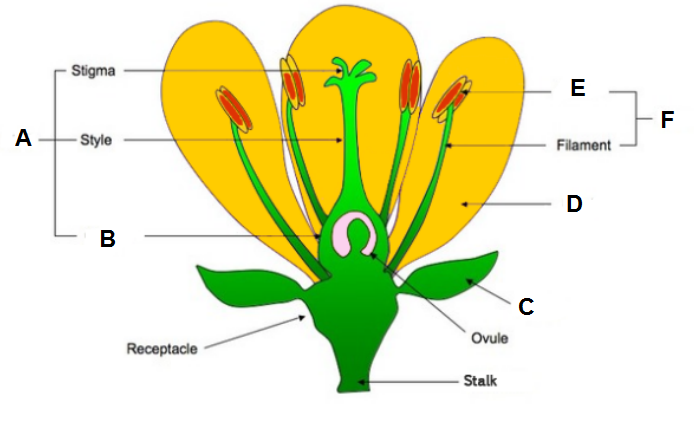 Stigma
E
F
A
Style
Filament
D
B
C
Ovule
Receptacle
Stalk